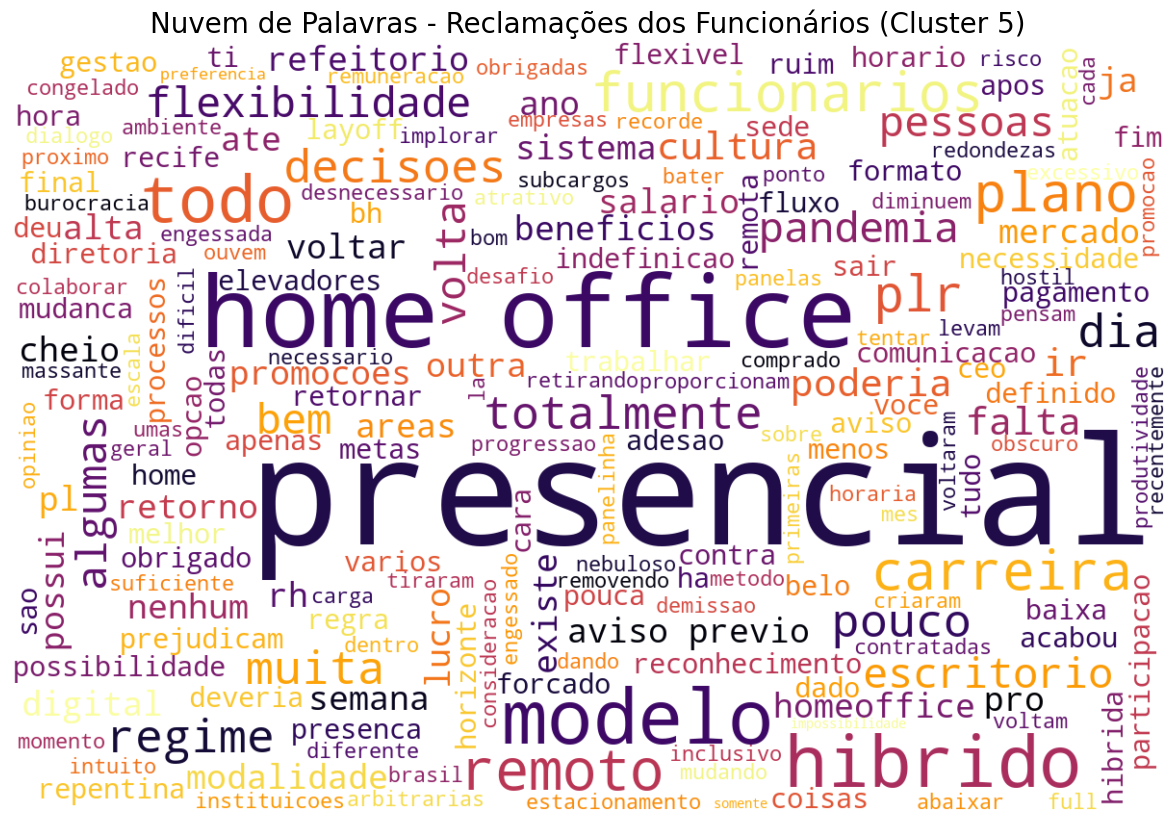 Nuvem de Palavras - Reclamações dos Funcionários (Cluster 5)
gestao
ti
refeitorio
obrigadas
flexivel
ruim
horario
risco
preferencia
remuneracao
congelado
flexibilidade
ano
funcionarios
apos
cada
ja
hora
ambiente
ate
layoff
implorar
empresas
recorde
sede
pessoas
atuacao
fim
dialogo
proximo
recife
decisoes
sistema
cultura
redondezas
final
todo
desnecessario
subcargos
bater
ponto
formato
excessivo
burocracia
bh
volta
atrativo
salario
remota
fluxo
diminuem
plano
promocao
deu
alta
engessada
voltar
bom
beneficios
pandemia
mercado
diretoria
ouvem
indefinicao
necessidade
colaborar
elevadores
desafio
panelas
sair
hostil
mudanca
processos
dificil
home office
plr
pagamento
pensam
levam
dia
cheio
escala
necessario
outra
trabalhar
comprado
tentar
comunicacao
massante
todas
promocoes
la
retirando
proporcionam
poderia
ceo
ir
definido
forma
opcao
retornar
totalmente
voce
umas
bem
areas
aviso
falta
produtividade
recentemente
opiniao
algumas
geral
apenas
metas
progressao
adesao
sobre
menos
obscuro
home
presencial
panelinha
primeiras
voltaram
tudo
pl
retorno
horaria
mes
melhor
cara
possui
obrigado
varios
nebuloso
contra
suficiente
tiraram
engessado
existe
removendo
ha
metodo
belo
carreira
sao
nenhum
rh
carga
lucro
pouca
demissao
criaram
baixa
participacao
regra
horizonte
consideracao
aviso previo
pouco
acabou
prejudicam
dentro
contratadas
possibilidade
muita
dando
reconhecimento
escritorio
digital
deveria
semana
forcado
dado
modelo
homeoffice
pro
hibrida
momento
regime
presenca
impossibilidade
voltam
diferente
intuito
modalidade
brasil
remoto
inclusivo
hibrido
repentina
mudando
instituicoes
arbitrarias
estacionamento
somente
coisas
abaixar
full